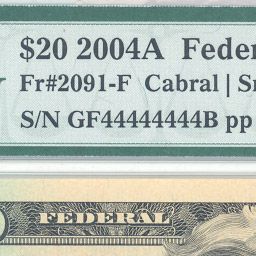 $20 2004A Feder
Fr#2091-F Cabral | Sn
S/N GF44444444B pp
FEDERAL